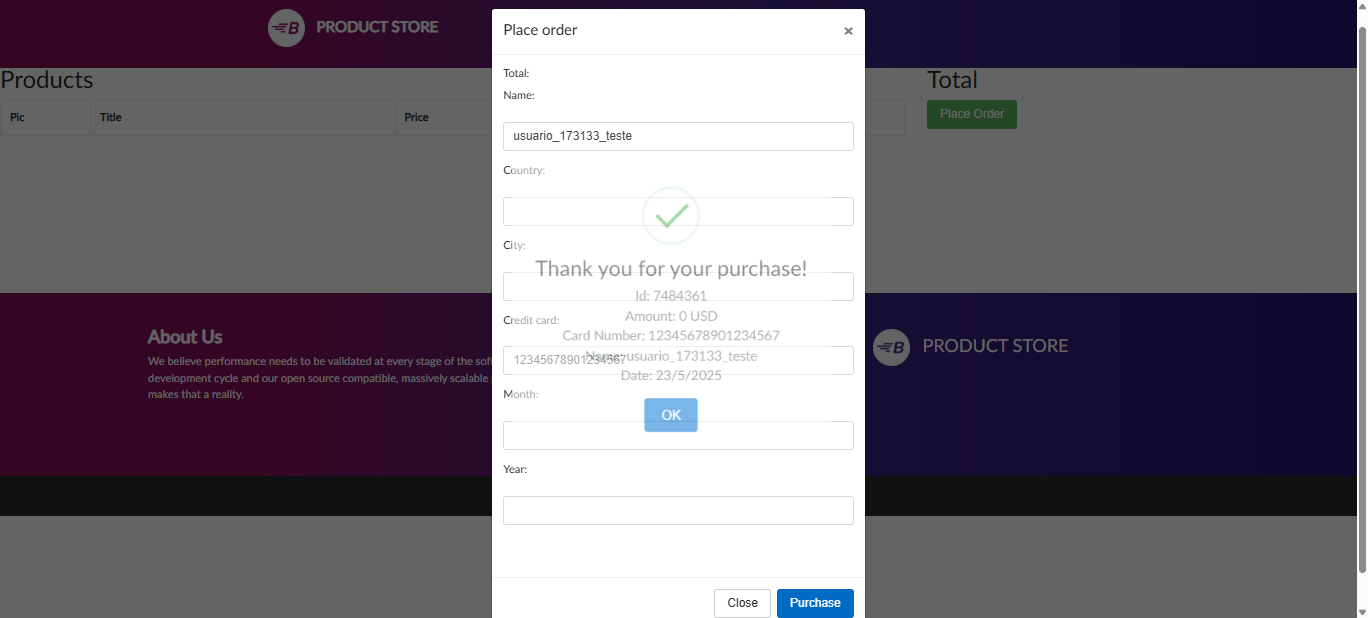 PRODUCT STORE
Place order
×
Products
Total
Pic
Title
Price
Place Order
Total:
Name:
usuario_173133_teste
Country:
City:
Thank you for your purchase!
Id: 7484361
Amount: 0 USD
Credit card:
Card Number: 12345678901234567
12345678901234567
Name: usuario_173133_teste
Date: 23/5/2025
Month:
OK
Year:
About Us
We believe performance needs to be validated at every stage of the sof
development cycle and our open source compatible, massively scalable
makes that a reality.
PRODUCT STORE
Close
Purchase